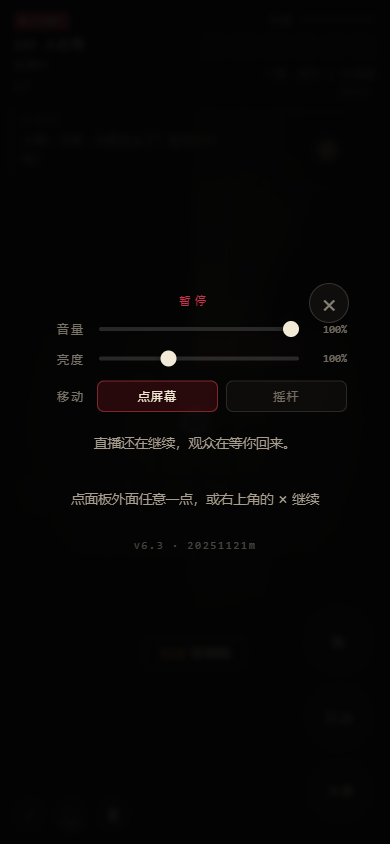 暂停
音量 100%
亮度 100%
移动 点屏幕 摇杆
直播还在继续，观众在等你回来。
点面板外面任意一点，或右上角的 × 继续
v6.3 · 20251121m